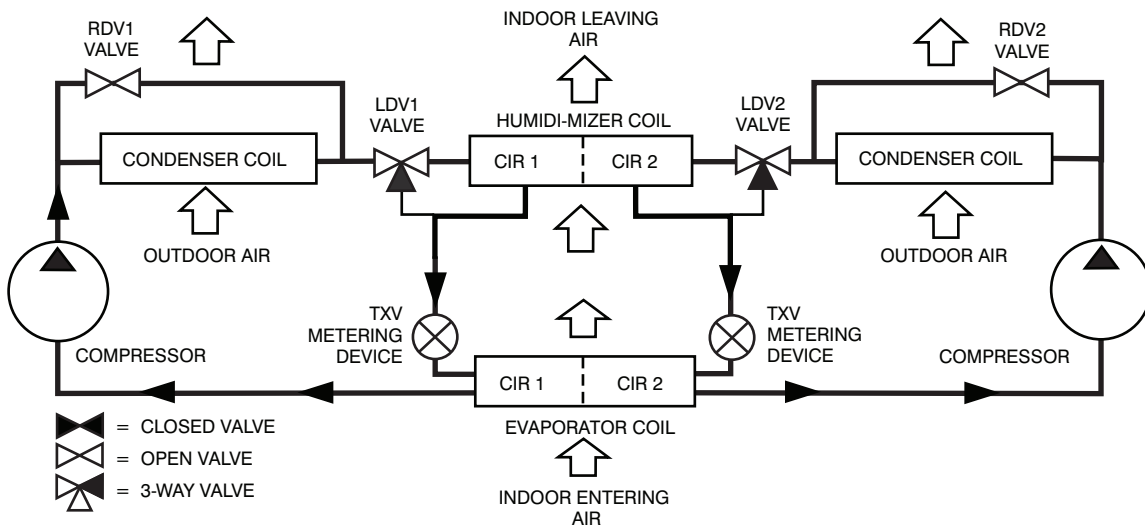 RDV1
VALVE
INDOOR LEAVING
AIR
RDV2
VALVE
LDV1
VALVE
HUMIDI-MIZER COIL
LDV2
VALVE
CONDENSER COIL
CIR 1
CIR 2
CONDENSER COIL
OUTDOOR AIR
OUTDOOR AIR
TXV
METERING
DEVICE
TXV
METERING
DEVICE
COMPRESSOR
COMPRESSOR
CIR 1
CIR 2
EVAPORATOR COIL
= CLOSED VALVE
= OPEN VALVE
= 3-WAY VALVE
INDOOR ENTERING
AIR